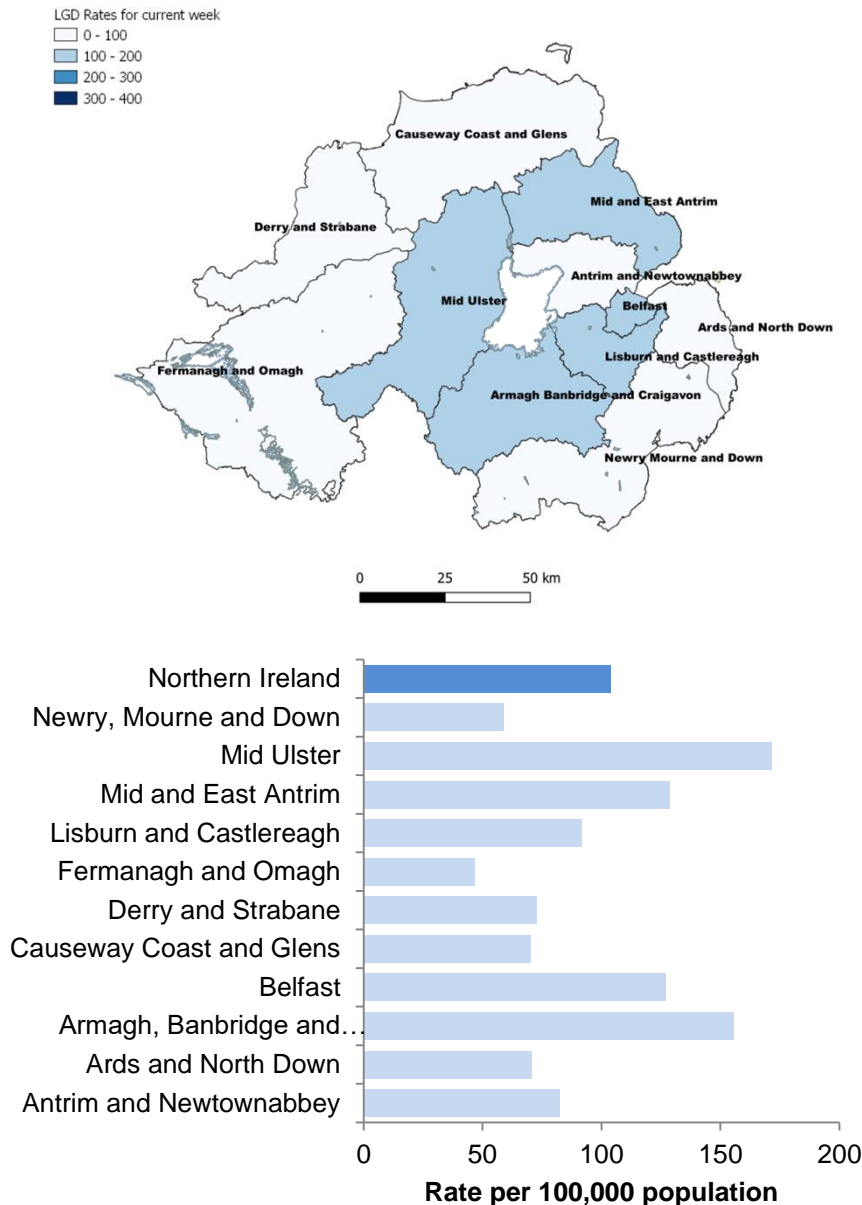 LGD Rates for current week
0 - 100
100 - 200
200 - 300
300 - 400
Causeway Coast and Glens
Mid and East Antrim
Derry and Strabane
Antrim and Newtownabbey
Mid Ulster
Belfast
Ards and North Down
Lisburn and Castlereagh
Fermanagh and Omagh
Armagh Banbridge and Craigavon
Newry Mourne and Down
0 25 50 km
Northern Ireland
Newry, Mourne and Down
Mid Ulster
Mid and East Antrim
Lisburn and Castlereagh
Fermanagh and Omagh
Derry and Strabane
Causeway Coast and Glens
Belfast
Armagh, Banbridge and…
Ards and North Down
Antrim and Newtownabbey
0 50 100 150 200
Rate per 100,000 population